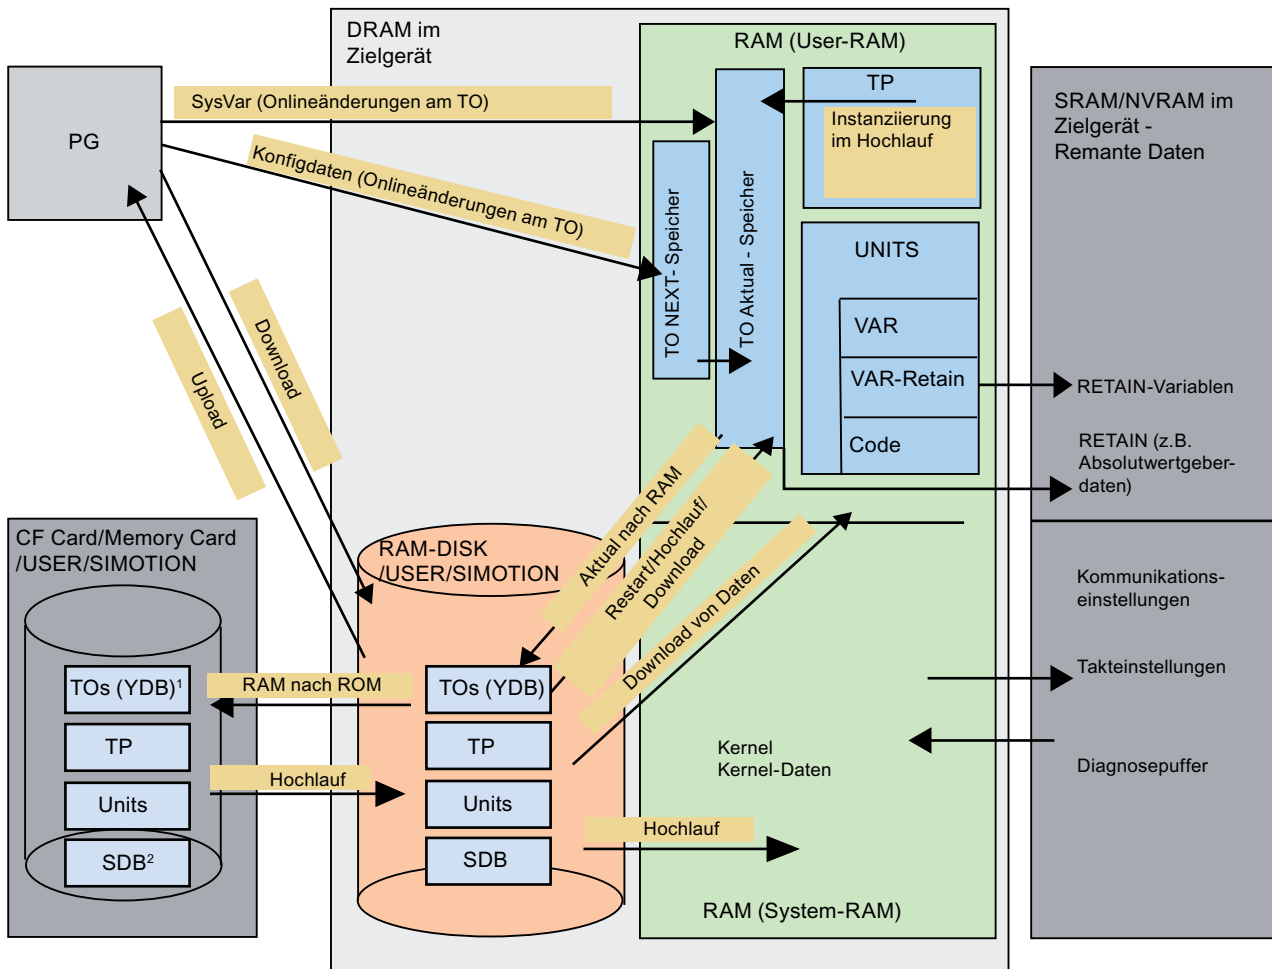 DRAM im
Zielgerät
RAM (User-RAM)
PG
SysVar (Onlineänderungen am TO)
Konfigdaten (Onlineänderungen am TO)
TO NEXT- Speicher
TO Aktual - Speicher
TP
Instanziierung
im Hochlauf
UNITS
VAR
VAR-Retain
Code
SRAM/NVRAM im
Zielgerät -
Remante Daten
RETAIN-Variablen
RETAIN (z.B.
Absolutwertgeber-
daten)
Download
Upload
CF Card/Memory Card
/USER/SIMOTION
RAM-DISK
/USER/SIMOTION
Aktual nach RAM
Restart/Hochlauf/
Download
Download von Daten
Kommunikations-
einstellungen
Takteinstellungen
Diagnosepuffer
TOs (YDB)¹
TP
Units
SDB²
RAM nach ROM
Hochlauf
TOs (YDB)
TP
Units
SDB
Hochlauf
Kernel
Kernel-Daten
RAM (System-RAM)